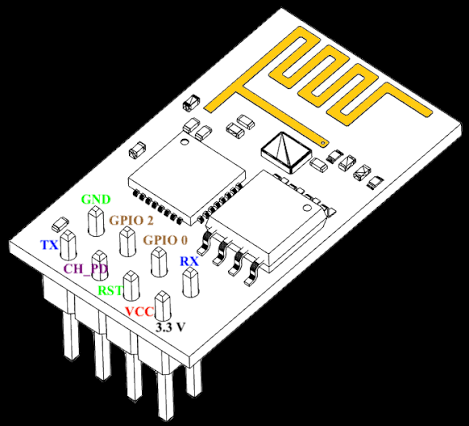 GND
GPIO 2
GPIO 0
RX
TX
CH_PD
RST
VCC
3.3 V